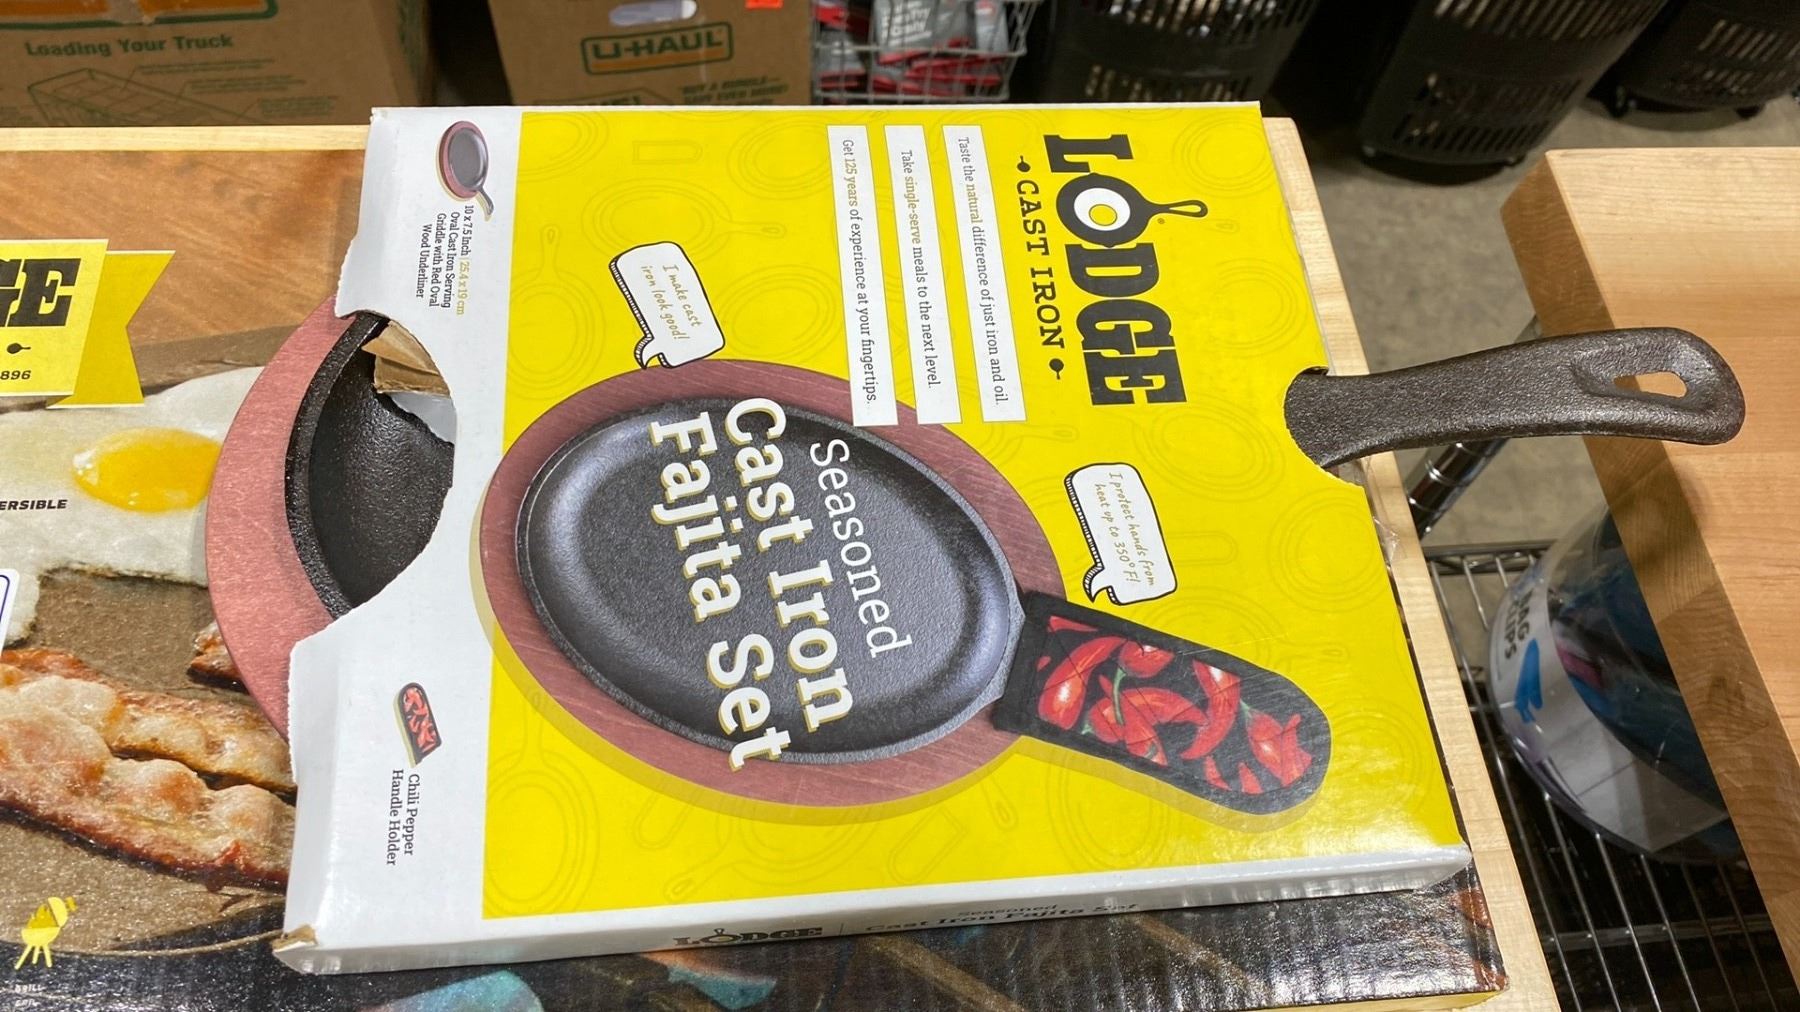 Loading Your Truck
U-HAUL
LODGE
CAST IRON
Taste the natural difference of just iron and oil.
Take single-serve meals to the next level.
Get 125 years of experience at your fingertips.
I make cast
iron look good!
I protect hands from
heat up to 350°F!
Seasoned
Cast Iron
Fajita Set
10 x 7.5 Inch | 25.4 x 19 cm
Oval Cast Iron Serving
Griddle with Red Oval
Wood Underliner
Chili Pepper
Handle Holder
LODGE
Seasoned
Cast Iron Fajita Set
GE
896
ERSIBLE
GRILL